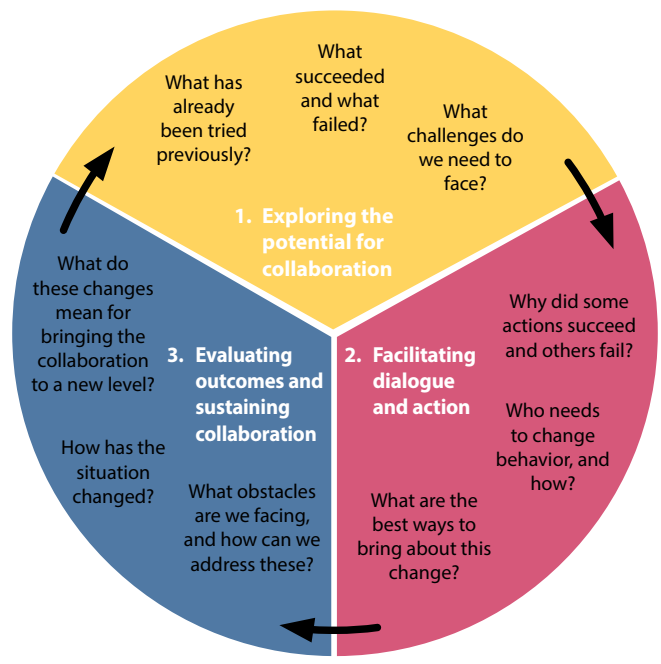 What has
already
been tried
previously?
What
succeeded
and what
failed?
What
challenges do
we need to
face?
1. Exploring the
potential for
collaboration
Why did some
actions succeed
and others fail?
Who needs
to change
behavior, and
how?
What are the
best ways to
bring about this
change?
2. Facilitating
dialogue
and action
3. Evaluating
outcomes and
sustaining
collaboration
What obstacles
are we facing,
and how can we
address these?
How has the
situation
changed?
What do
these changes
mean for
bringing the
collaboration
to a new level?